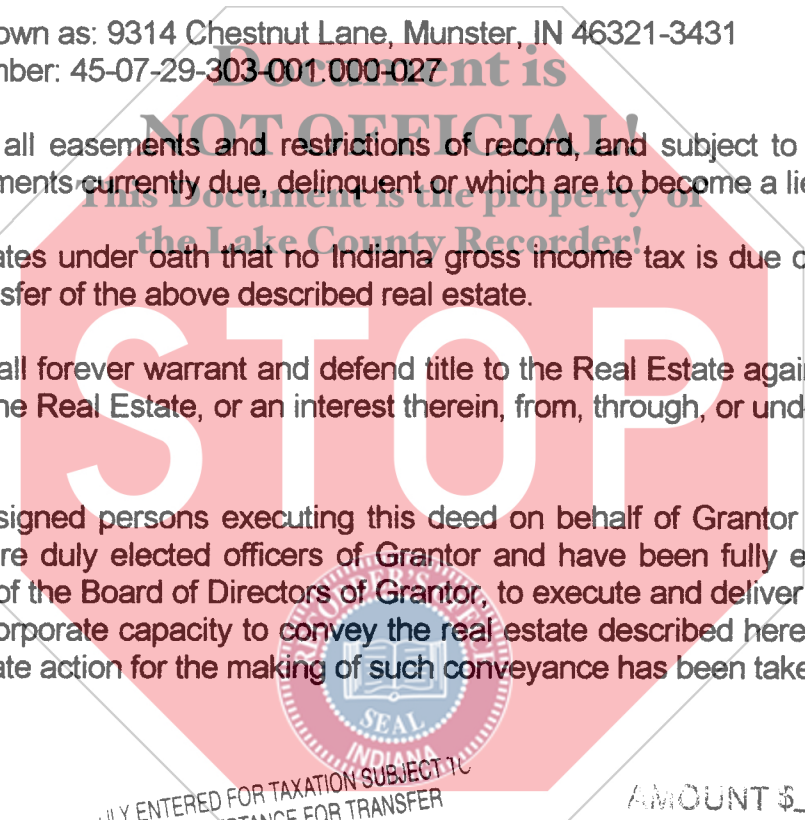 own as: 9314 Chestnut Lane, Munster, IN 46321-3431
Document is
nber: 45-07-29-303-001.000-027
NOT OFFICIAL!
all easements and restrictions of record, and subject to
This Document is the property of
ments currently due, delinquent or which are to become a lie
the Lake County Recorder!
ates under oath that no Indiana gross income tax is due o
sfer of the above described real estate.
STOP
all forever warrant and defend title to the Real Estate agai
he Real Estate, or an interest therein, from, through, or und
signed persons executing this deed on behalf of Grantor
re duly elected officers of Grantor and have been fully e
of the Board of Directors of Grantor, to execute and deliver
orporate capacity to convey the real estate described here
ate action for the making of such conveyance has been take
RECORDER'S OFFICE
SEAL
INDIANA
ULY ENTERED FOR TAXATION SUBJECT TO
TANCE FOR TRANSFER
AMOUNT $